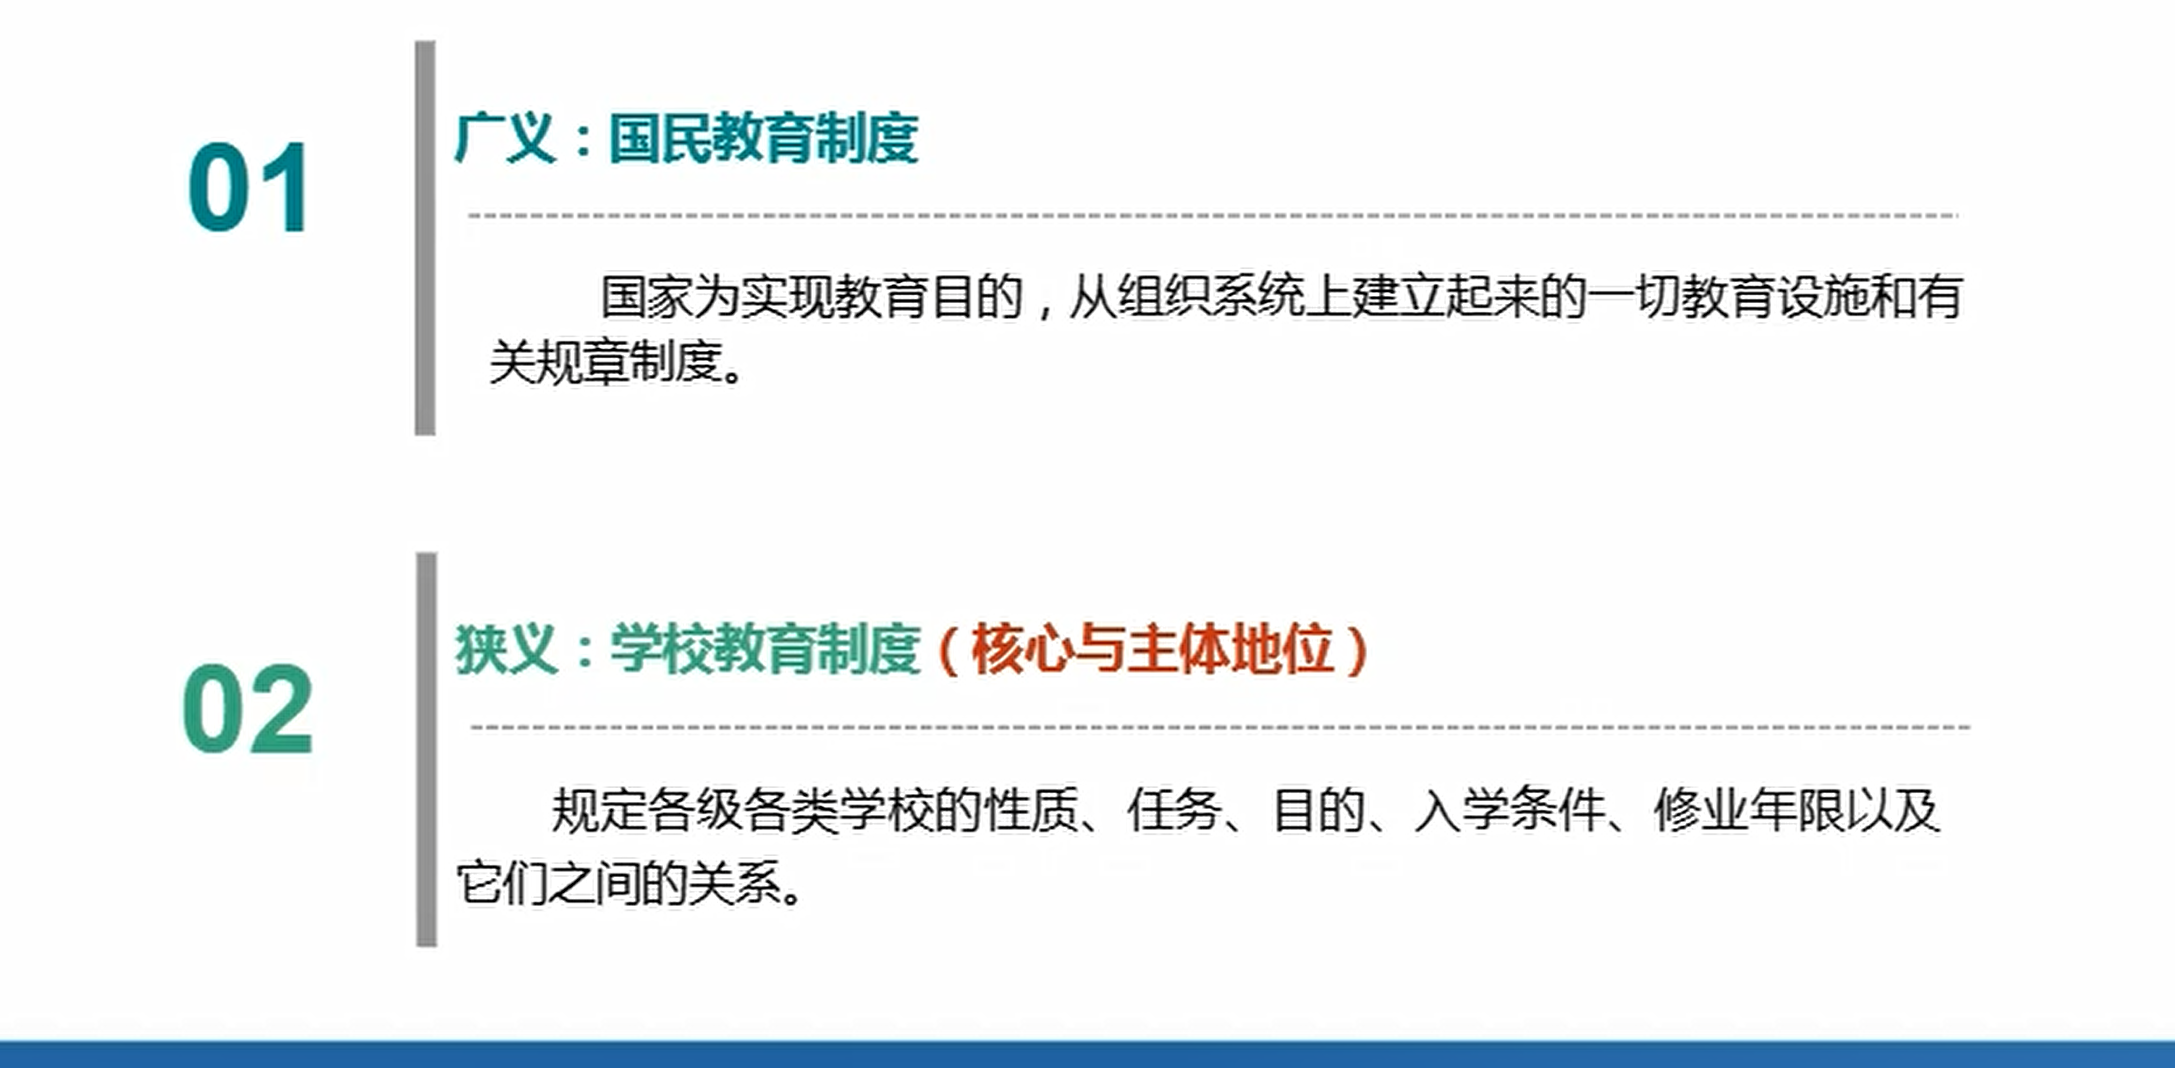 01
广义：国民教育制度
国家为实现教育目的，从组织系统上建立起来的一切教育设施和有
关规章制度。
02
狭义：学校教育制度（核心与主体地位）
规定各级各类学校的性质、任务、目的、入学条件、修业年限以及
它们之间的关系。